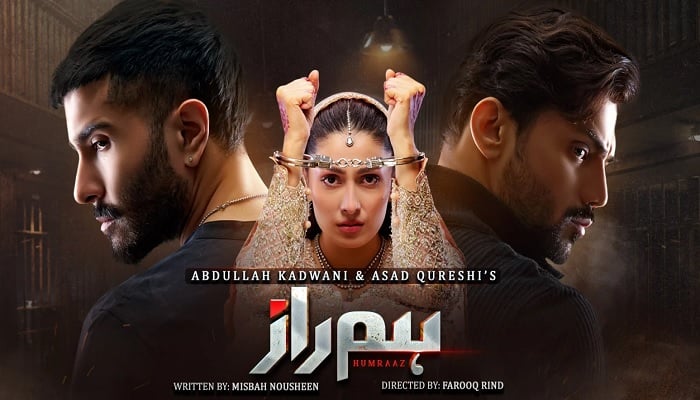 ABDULLAH KADWANI & ASAD QURESHI'S
ہم راز
HUMRAAZ
WRITTEN BY: MISBAH NOUSHEEN DIRECTED BY: FAROOQ RIND